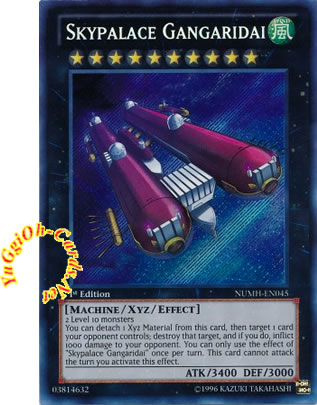 SKYPALACE GANGARIDAI
風
YuGgiOh-Cards.Net
1st Edition
NUMH-EN045
[MACHINE/XYZ/EFFECT]
2 Level 10 monsters
You can detach 1 Xyz Material from this card, then target 1 card
your opponent controls; destroy that target, and if you do, inflict
1000 damage to your opponent. You can only use the effect of
"Skypalace Gangaridai" once per turn. This card cannot attack
the turn you activate this effect.
ATK/3400 DEF/3000
03814632
©1996 KAZUKI TAKAHASHI